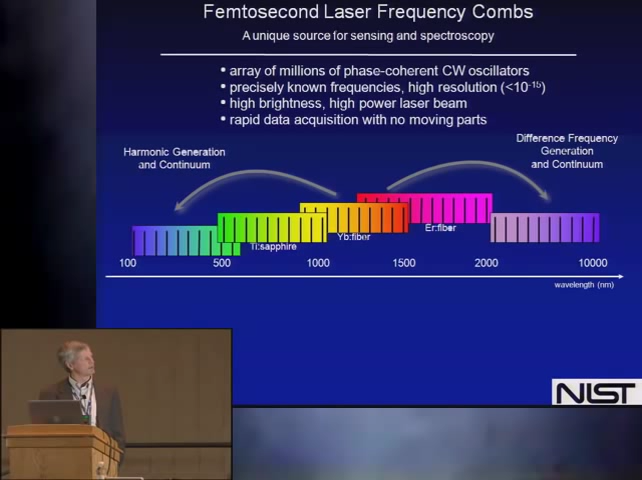 Femtosecond Laser Frequency Combs
A unique source for sensing and spectroscopy
• array of millions of phase-coherent CW oscillators
• precisely known frequencies, high resolution (<10⁻¹⁵)
• high brightness, high power laser beam
• rapid data acquisition with no moving parts
Harmonic Generation
and Continuum
Difference Frequency
Generation
and Continuum
Ti:sapphire
Yb:fiber
Er:fiber
100 500 1000 1500 2000 10000
wavelength (nm)
NIST